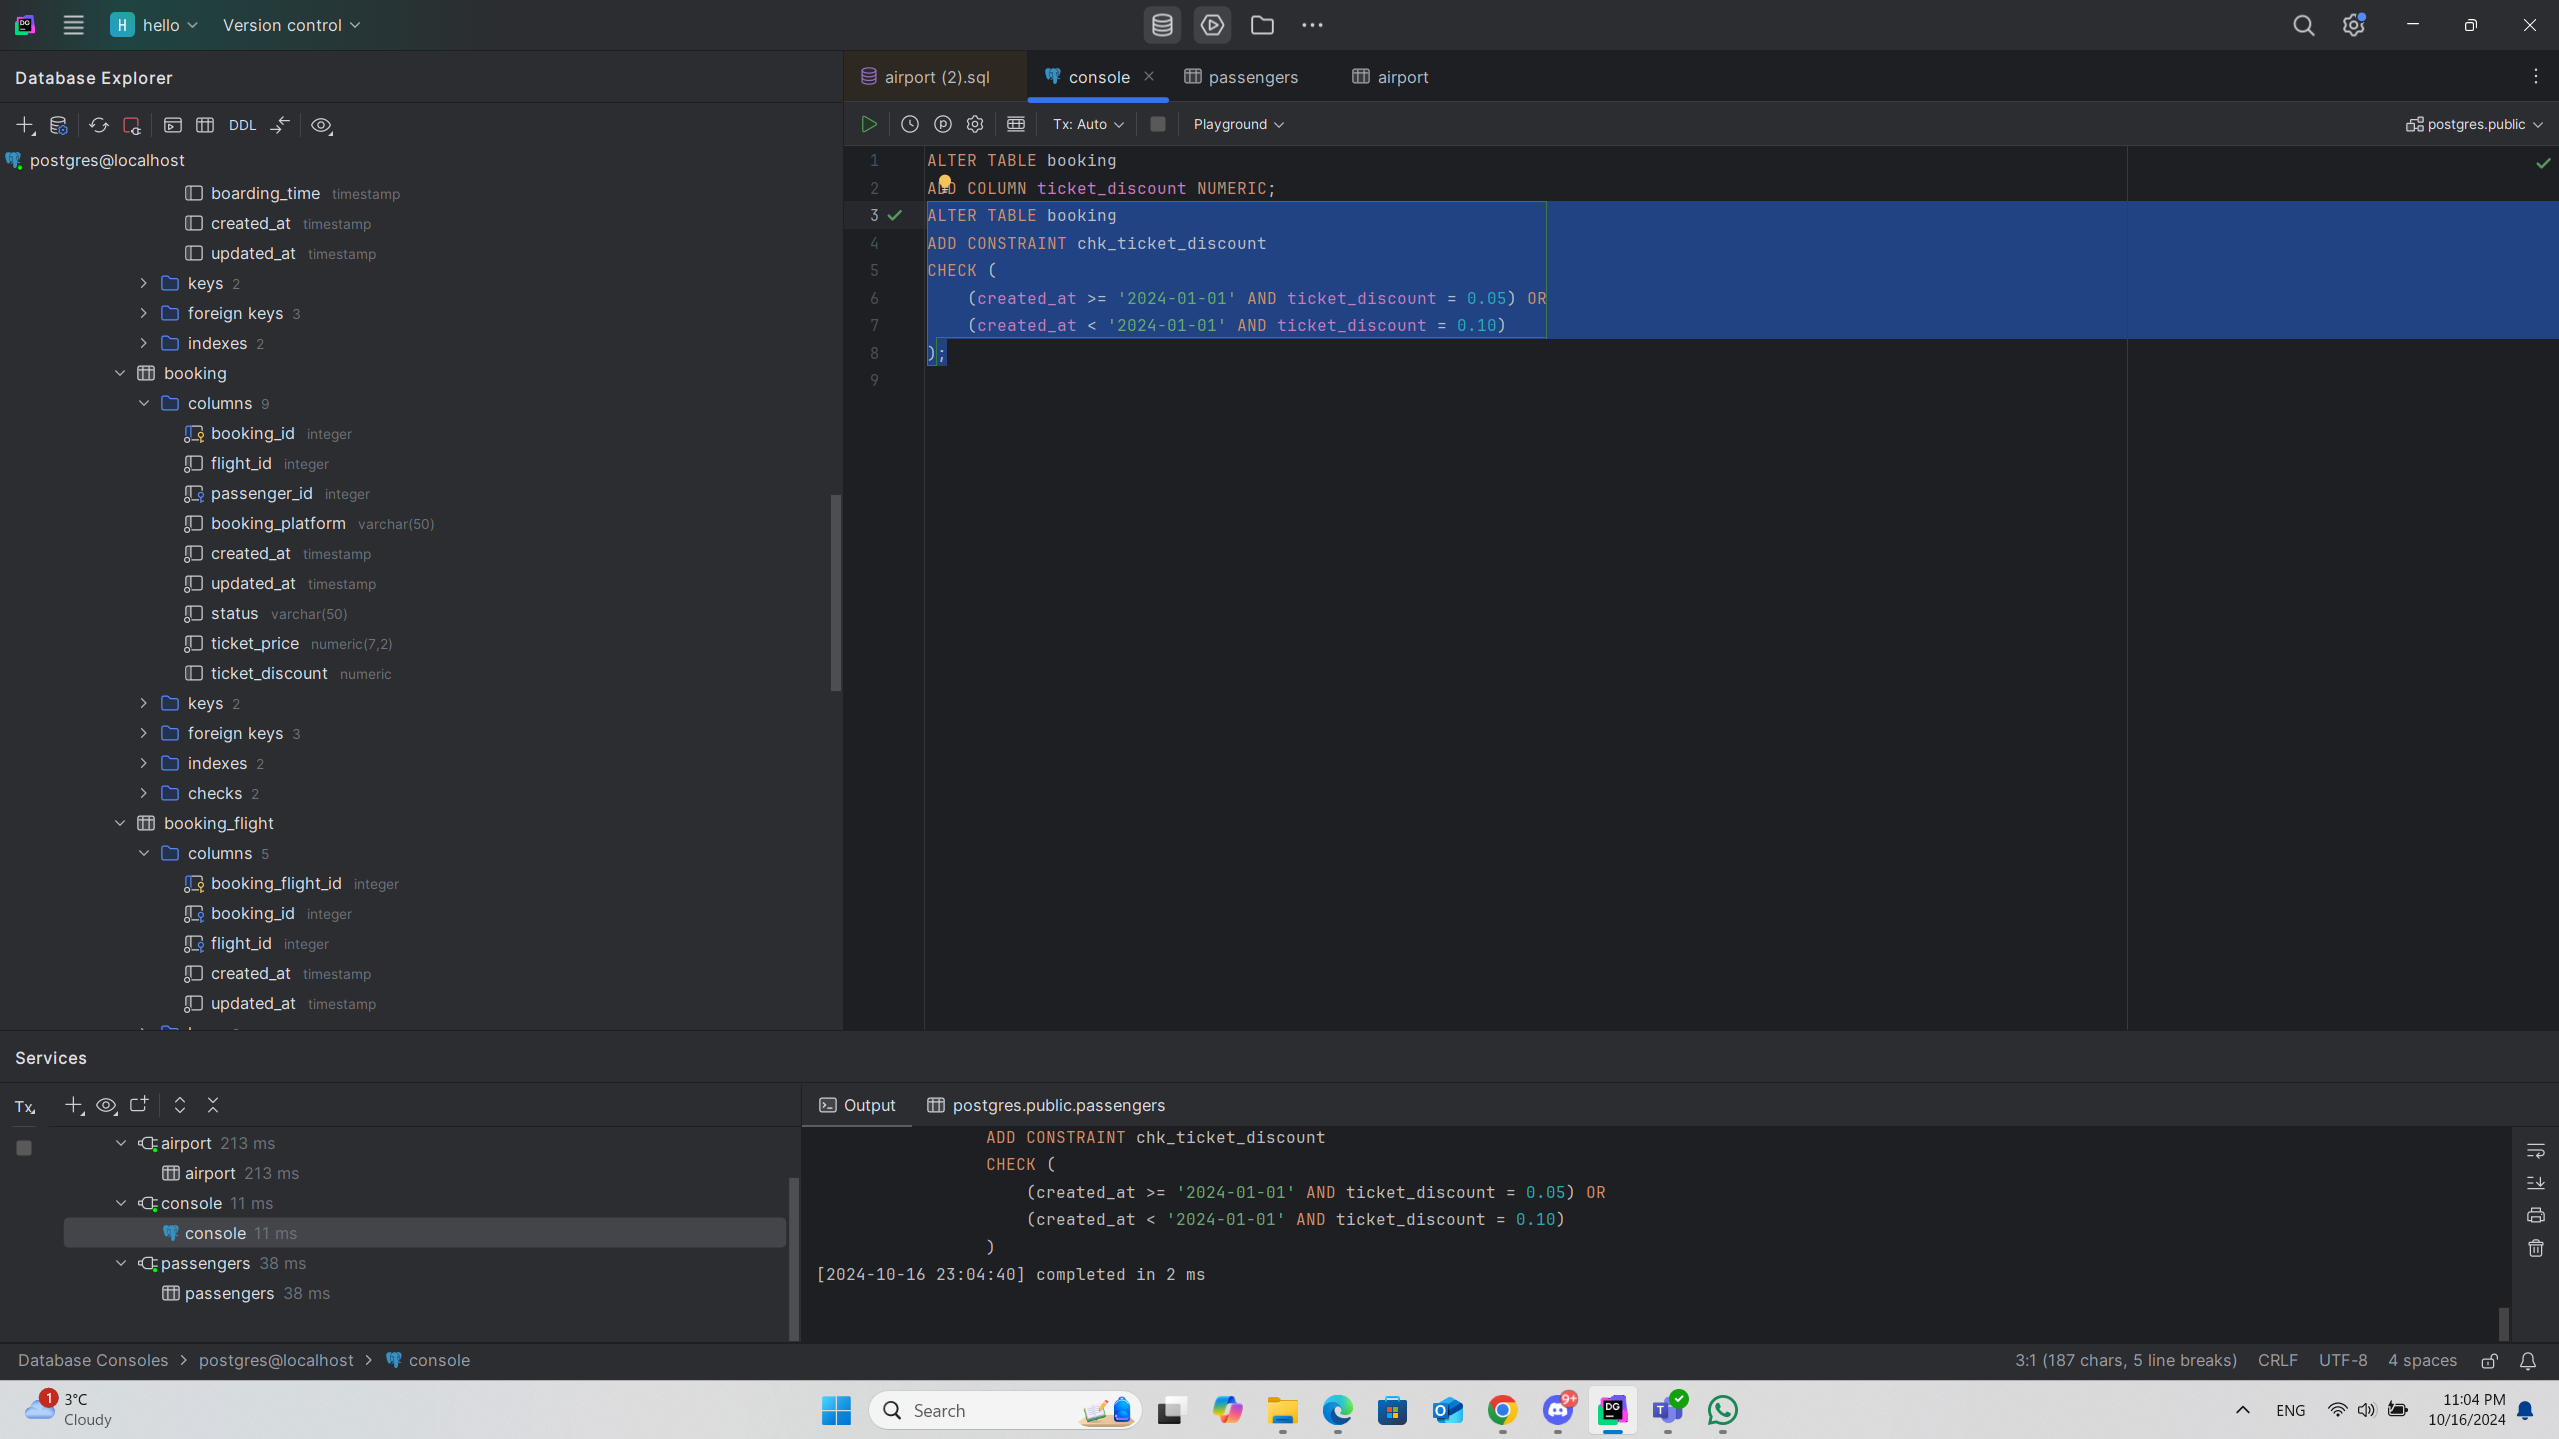 H hello Version control
Database Explorer
DDL
postgres@localhost
boarding_time timestamp
created_at timestamp
updated_at timestamp
keys 2
foreign keys 3
indexes 2
booking
columns 9
booking_id integer
flight_id integer
passenger_id integer
booking_platform varchar(50)
created_at timestamp
updated_at timestamp
status varchar(50)
ticket_price numeric(7,2)
ticket_discount numeric
keys 2
foreign keys 3
indexes 2
checks 2
booking_flight
columns 5
booking_flight_id integer
booking_id integer
flight_id integer
created_at timestamp
updated_at timestamp
airport (2).sql console passengers airport
Tx: Auto Playground postgres.public
1 ALTER TABLE booking
2 ADD COLUMN ticket_discount NUMERIC;
3 ALTER TABLE booking
4 ADD CONSTRAINT chk_ticket_discount
5 CHECK (
6 (created_at >= '2024-01-01' AND ticket_discount = 0.05) OR
7 (created_at < '2024-01-01' AND ticket_discount = 0.10)
8 );
9
Services
Tx
airport 213 ms
airport 213 ms
console 11 ms
console 11 ms
passengers 38 ms
passengers 38 ms
Output postgres.public.passengers
ADD CONSTRAINT chk_ticket_discount
CHECK (
(created_at >= '2024-01-01' AND ticket_discount = 0.05) OR
(created_at < '2024-01-01' AND ticket_discount = 0.10)
)
[2024-10-16 23:04:40] completed in 2 ms
Database Consoles > postgres@localhost > console
3:1 (187 chars, 5 line breaks) CRLF UTF-8 4 spaces
1 3°C
Cloudy
Search
9+
ENG
11:04 PM
10/16/2024